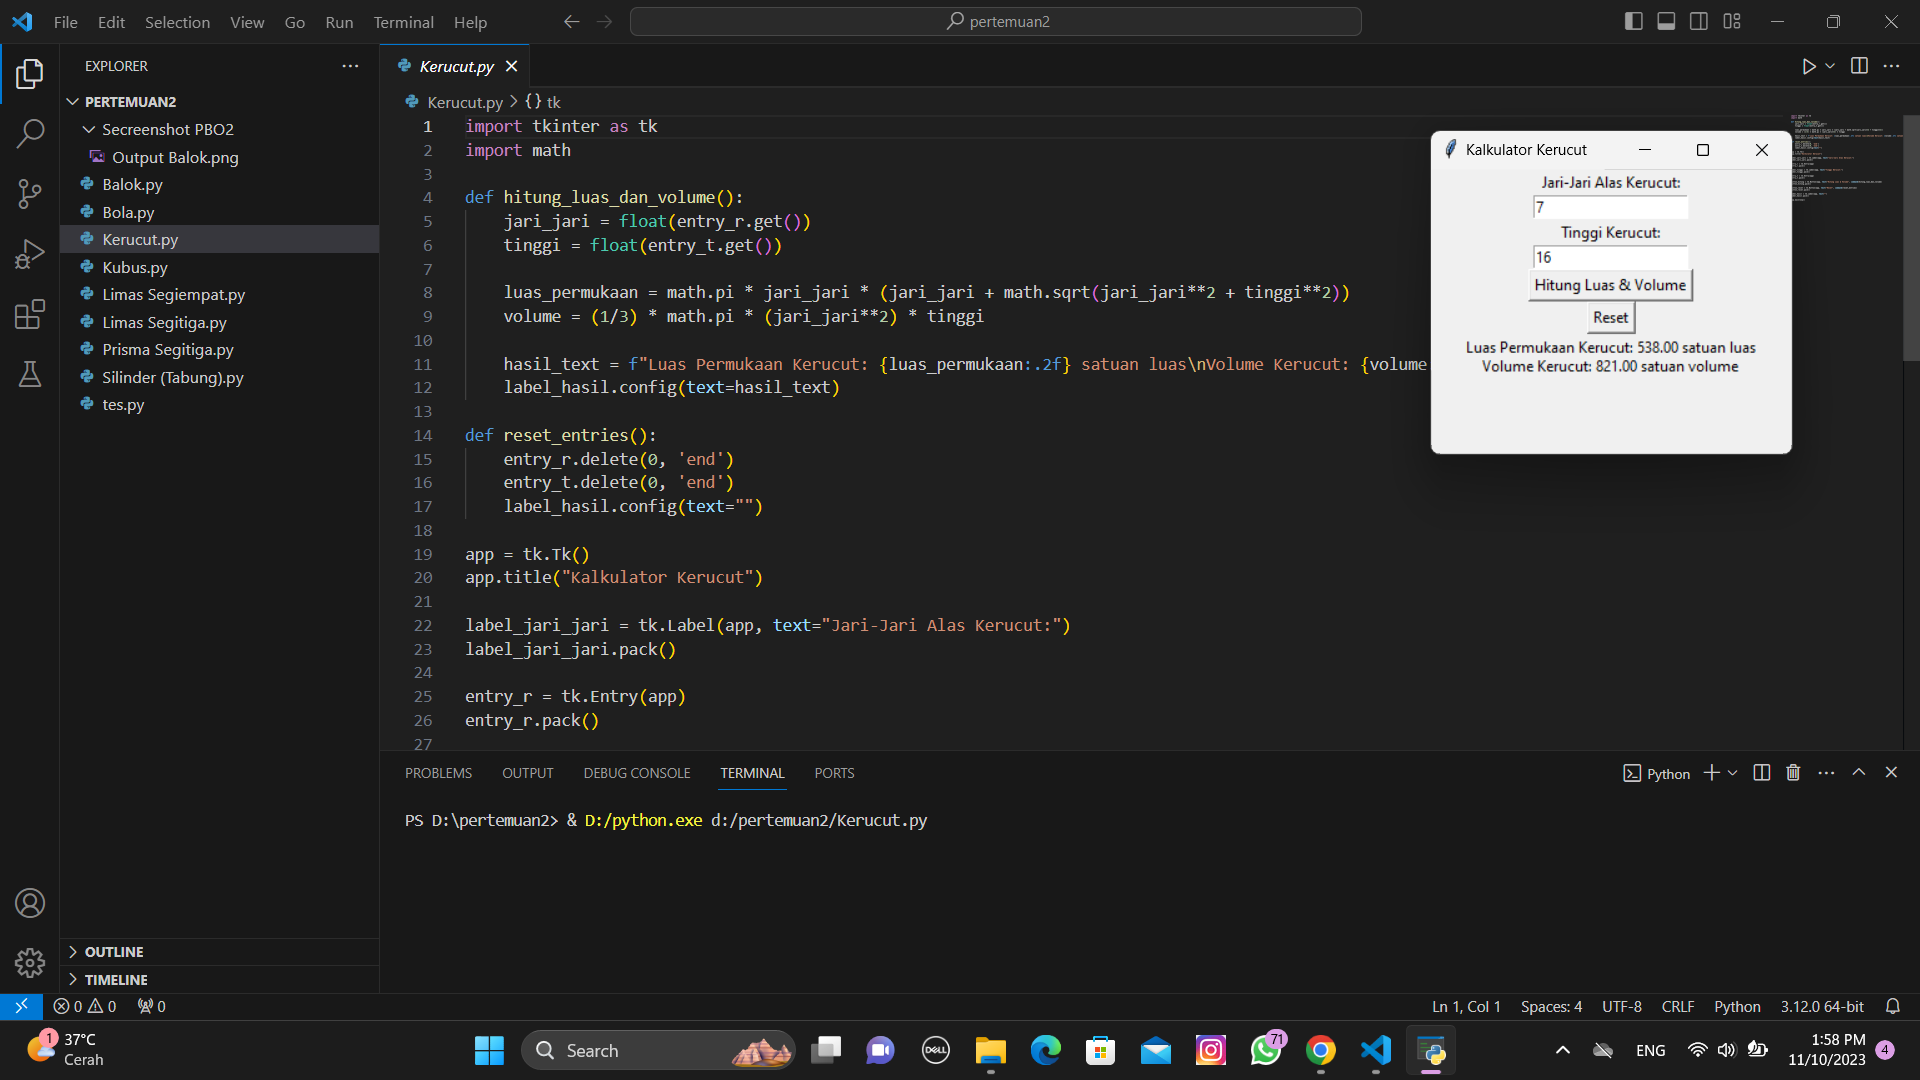 File Edit Selection View Go Run Terminal Help
pertemuan2
EXPLORER
PERTEMUAN2
Secreenshot PBO2
Output Balok.png
Balok.py
Bola.py
Kerucut.py
Kubus.py
Limas Segiempat.py
Limas Segitiga.py
Prisma Segitiga.py
Silinder (Tabung).py
tes.py
OUTLINE
TIMELINE
Kerucut.py
Kerucut.py > {} tk
1 import tkinter as tk
2 import math
3
4 def hitung_luas_dan_volume():
5 jari_jari = float(entry_r.get())
6 tinggi = float(entry_t.get())
7
8 luas_permukaan = math.pi * jari_jari * (jari_jari + math.sqrt(jari_jari**2 + tinggi**2))
9 volume = (1/3) * math.pi * (jari_jari**2) * tinggi
10
11 hasil_text = f"Luas Permukaan Kerucut: {luas_permukaan:.2f} satuan luas\nVolume Kerucut: {volume
12 label_hasil.config(text=hasil_text)
13
14 def reset_entries():
15 entry_r.delete(0, 'end')
16 entry_t.delete(0, 'end')
17 label_hasil.config(text="")
18
19 app = tk.Tk()
20 app.title("Kalkulator Kerucut")
21
22 label_jari_jari = tk.Label(app, text="Jari-Jari Alas Kerucut:")
23 label_jari_jari.pack()
24
25 entry_r = tk.Entry(app)
26 entry_r.pack()
27
Kalkulator Kerucut
Jari-Jari Alas Kerucut:
7
Tinggi Kerucut:
16
Hitung Luas & Volume
Reset
Luas Permukaan Kerucut: 538.00 satuan luas
Volume Kerucut: 821.00 satuan volume
PROBLEMS OUTPUT DEBUG CONSOLE TERMINAL PORTS
Python
PS D:\pertemuan2> & D:/python.exe d:/pertemuan2/Kerucut.py
0 0 0
Ln 1, Col 1 Spaces: 4 UTF-8 CRLF Python 3.12.0 64-bit
1
37°C
Cerah
Search
DELL
71
ENG
1:58 PM
11/10/2023
4